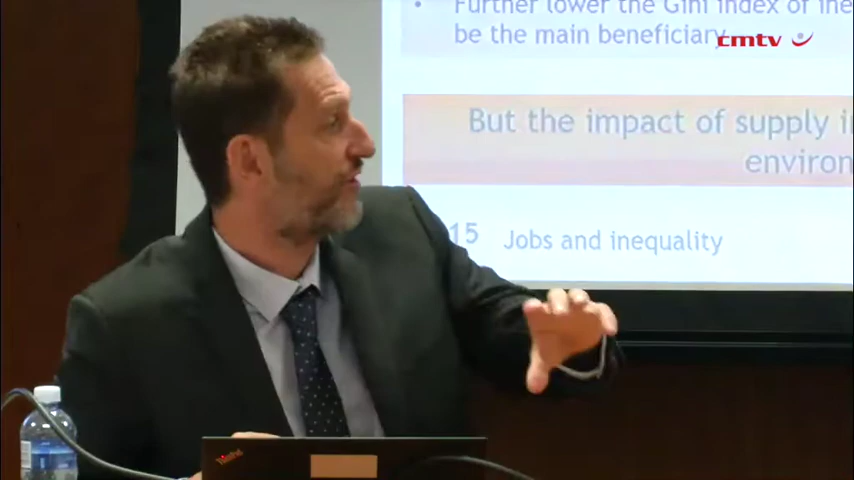 Further lower the Gini index of ine
be the main beneficiary
cmtv
But the impact of supply i
environ
15 Jobs and inequality
ThinkPad